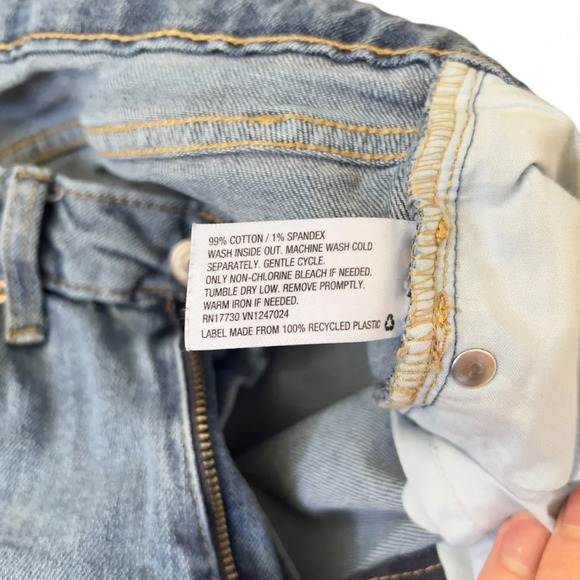 99% COTTON / 1% SPANDEX
WASH INSIDE OUT. MACHINE WASH COLD
SEPARATELY. GENTLE CYCLE.
ONLY NON-CHLORINE BLEACH IF NEEDED.
TUMBLE DRY LOW. REMOVE PROMPTLY.
WARM IRON IF NEEDED.
RN17730 VN1247024
LABEL MADE FROM 100% RECYCLED PLASTIC